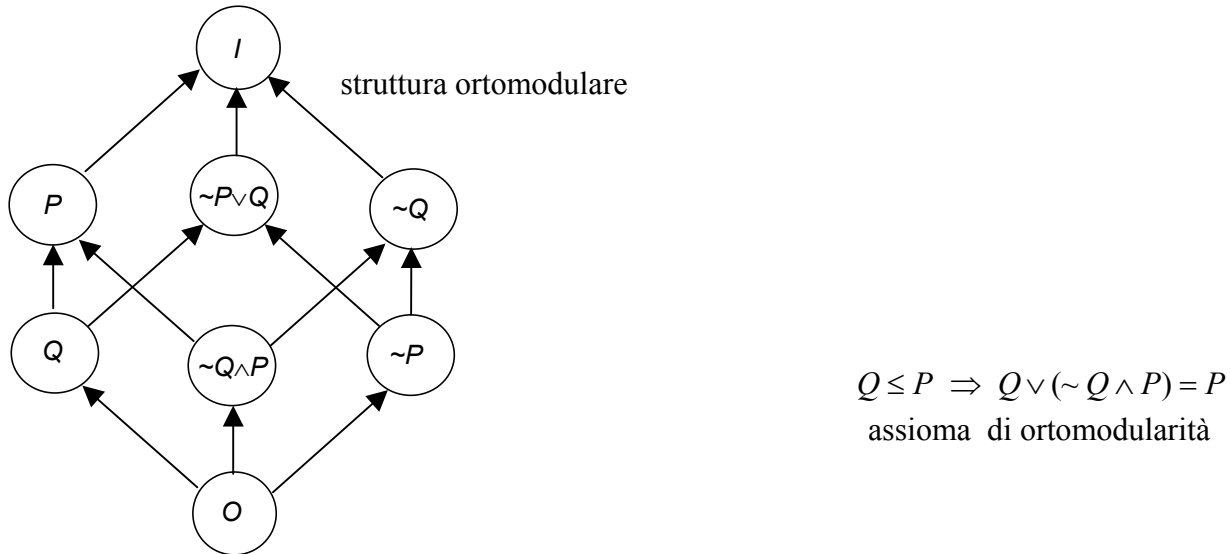 I
struttura ortomodulare
P
~P∨Q
~Q
Q
~Q∧P
~P
Q ≤ P ⇒ Q ∨ (~ Q ∧ P) = P
assioma di ortomodularità
O